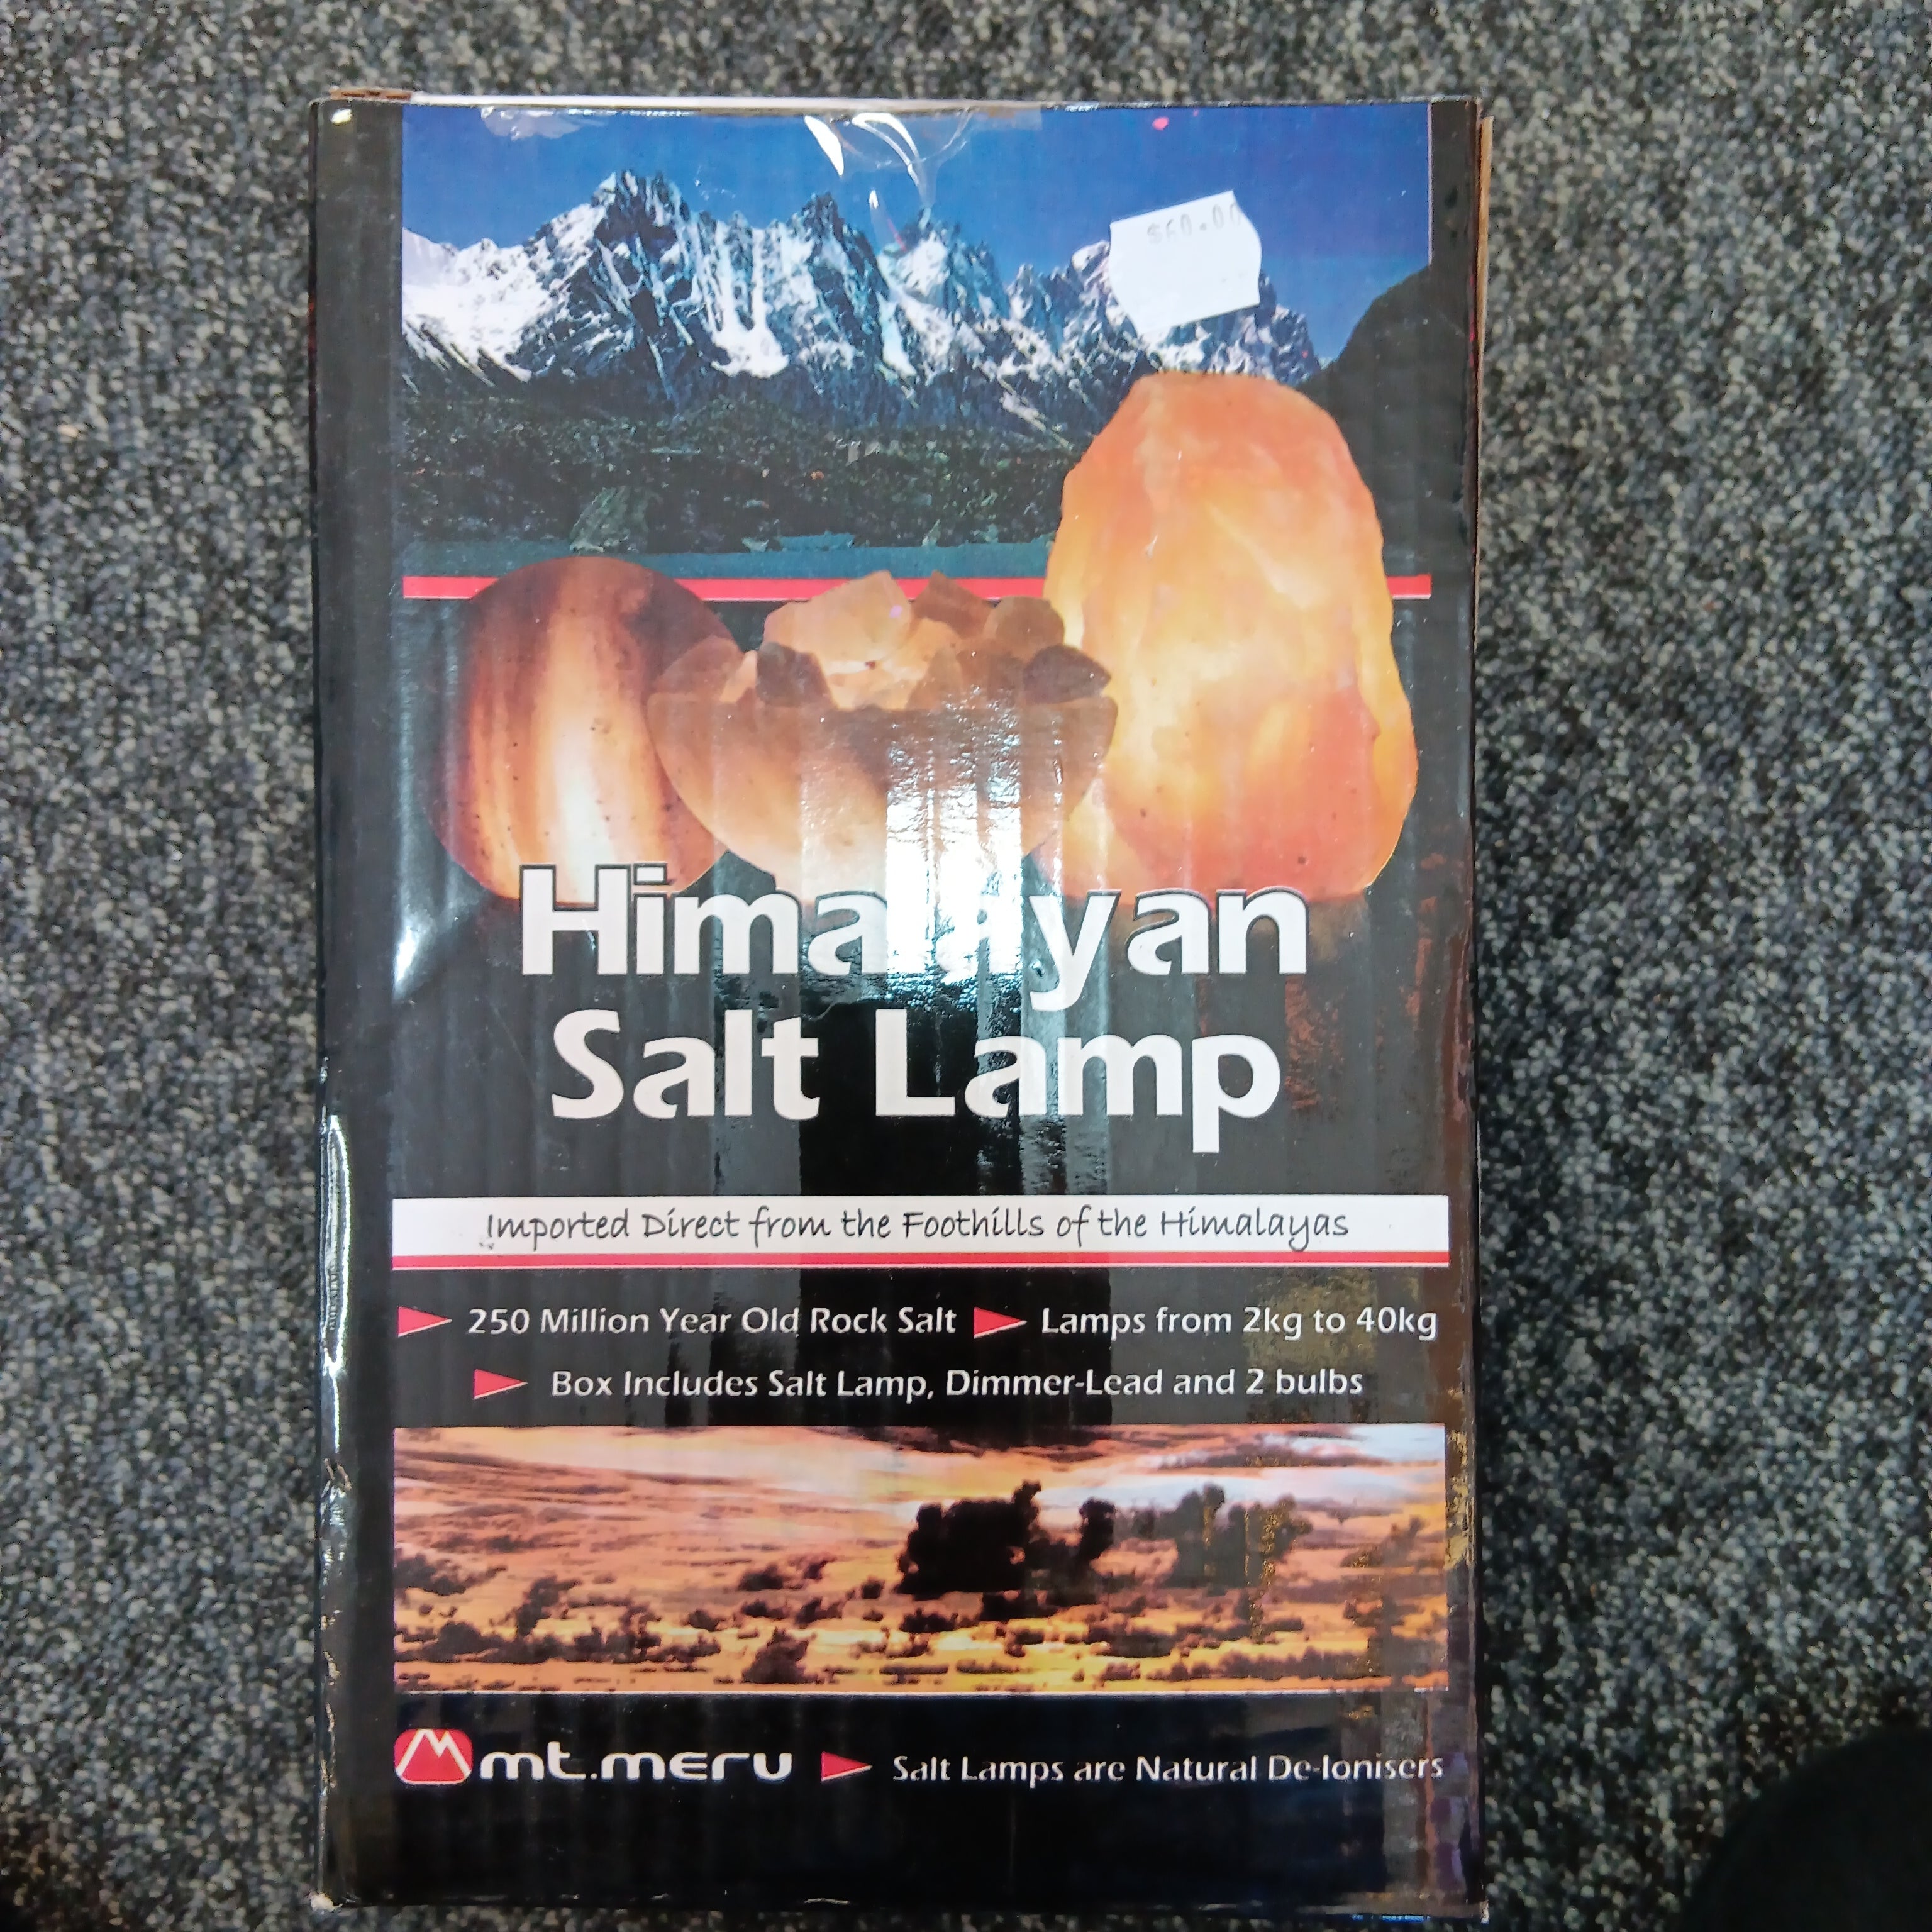 $60.00
Himalayan
Salt Lamp
Imported Direct from the Foothills of the Himalayas
250 Million Year Old Rock Salt Lamps from 2kg to 40kg
Box Includes Salt Lamp, Dimmer-Lead and 2 bulbs
mt.meru Salt Lamps are Natural De-Ionisers